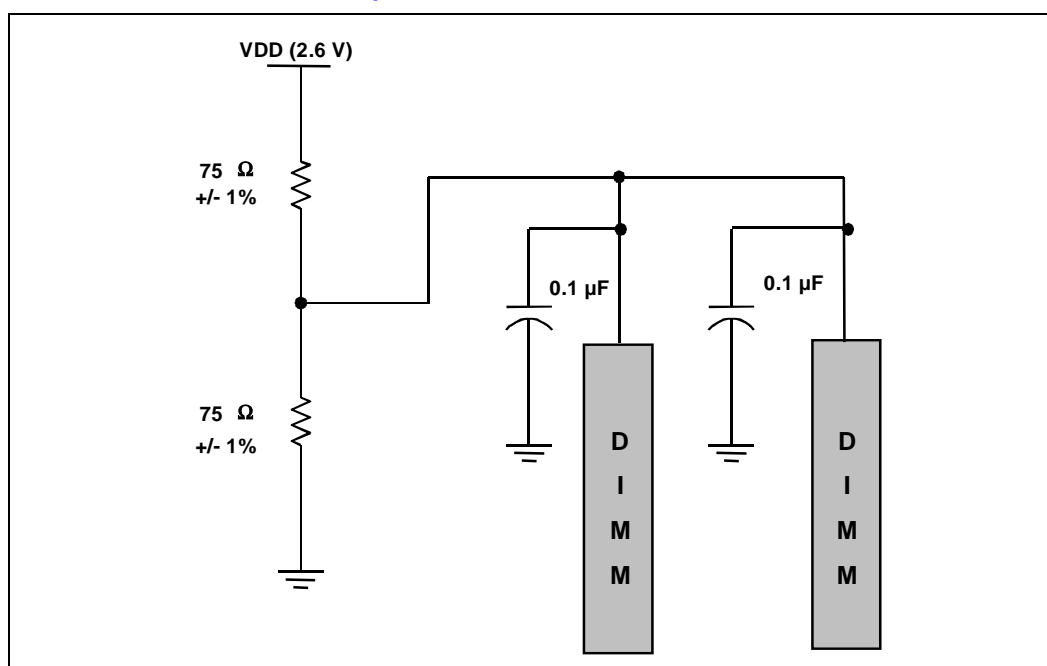 VDD (2.6 V)
75 Ω
+/- 1%
0.1 µF
0.1 µF
75 Ω
+/- 1%
D
I
M
M
D
I
M
M